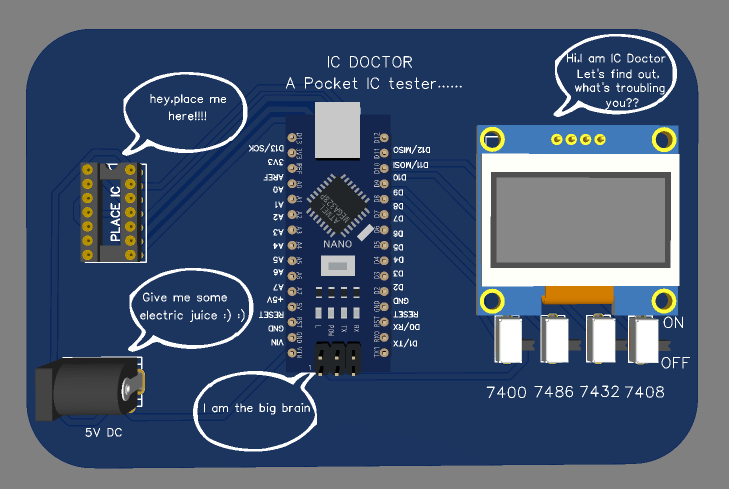 IC DOCTOR
A Pocket IC tester......
Hi,I am IC Doctor
Let's find out,
what's troubling
you??
hey,place me
here!!!!
1
PLACE IC
D13/SCK
3V3
AREF
A0
A1
A2
A3
A4
A5
A6
A7
+5V
RESET
GND
VIN
D12/MISO
D11/MOSI
D10
D9
D8
D7
D6
D5
D4
D3
D2
GND
RESET
D0/RX
D1/TX
ATMEL
MEGA328P
NANO
L
POW
TX
RX
1
Give me some
electric juice :) :)
5V DC
I am the big brain
ON
OFF
7400 7486 7432 7408